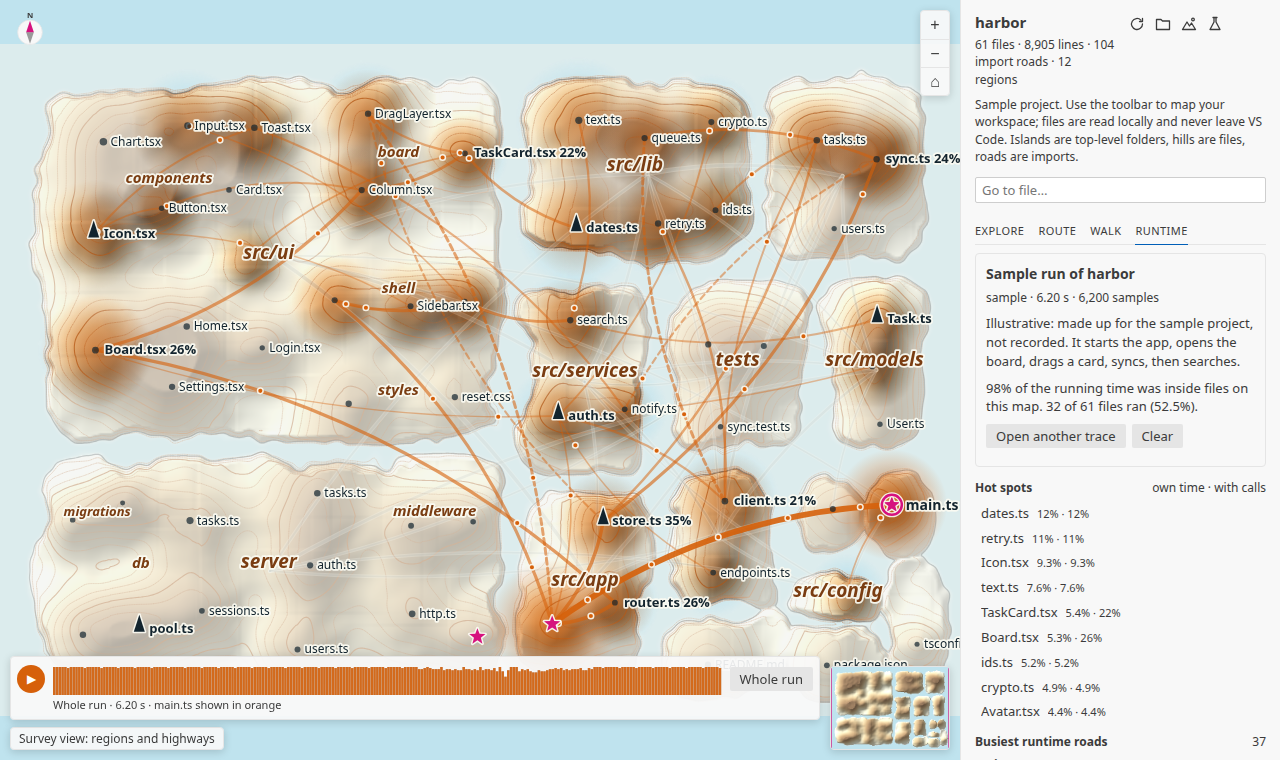 N
Chart.tsx
Input.tsx
Toast.tsx
DragLayer.tsx
board
TaskCard.tsx 22%
components
Card.tsx
Column.tsx
Button.tsx
Icon.tsx
src/ui
shell
Sidebar.tsx
Home.tsx
Board.tsx 26%
Login.tsx
Settings.tsx
styles
reset.css
text.ts
queue.ts
crypto.ts
src/lib
dates.ts
retry.ts
ids.ts
tasks.ts
sync.ts 24%
users.ts
search.ts
src/services
auth.ts
notify.ts
tests
sync.test.ts
Task.ts
src/models
User.ts
tasks.ts
migrations
tasks.ts
middleware
db
server
auth.ts
sessions.ts
http.ts
pool.ts
users.ts
store.ts 35%
src/app
router.ts 26%
client.ts 21%
endpoints.ts
main.ts
src/config
README.md
package.json
tsconfi
+
−
⌂
▶
Whole run
Whole run · 6.20 s · main.ts shown in orange
Survey view: regions and highways
harbor
61 files · 8,905 lines · 104
import roads · 12
regions
Sample project. Use the toolbar to map your
workspace; files are read locally and never leave VS
Code. Islands are top-level folders, hills are files,
roads are imports.
Go to file...
EXPLORE ROUTE WALK RUNTIME
Sample run of harbor
sample · 6.20 s · 6,200 samples
Illustrative: made up for the sample project,
not recorded. It starts the app, opens the
board, drags a card, syncs, then searches.
98% of the running time was inside files on
this map. 32 of 61 files ran (52.5%).
Open another trace Clear
Hot spots own time · with calls
dates.ts 12% · 12%
retry.ts 11% · 11%
Icon.tsx 9.3% · 9.3%
text.ts 7.6% · 7.6%
TaskCard.tsx 5.4% · 22%
Board.tsx 5.3% · 26%
ids.ts 5.2% · 5.2%
crypto.ts 4.9% · 4.9%
Avatar.tsx 4.4% · 4.4%
Busiest runtime roads 37